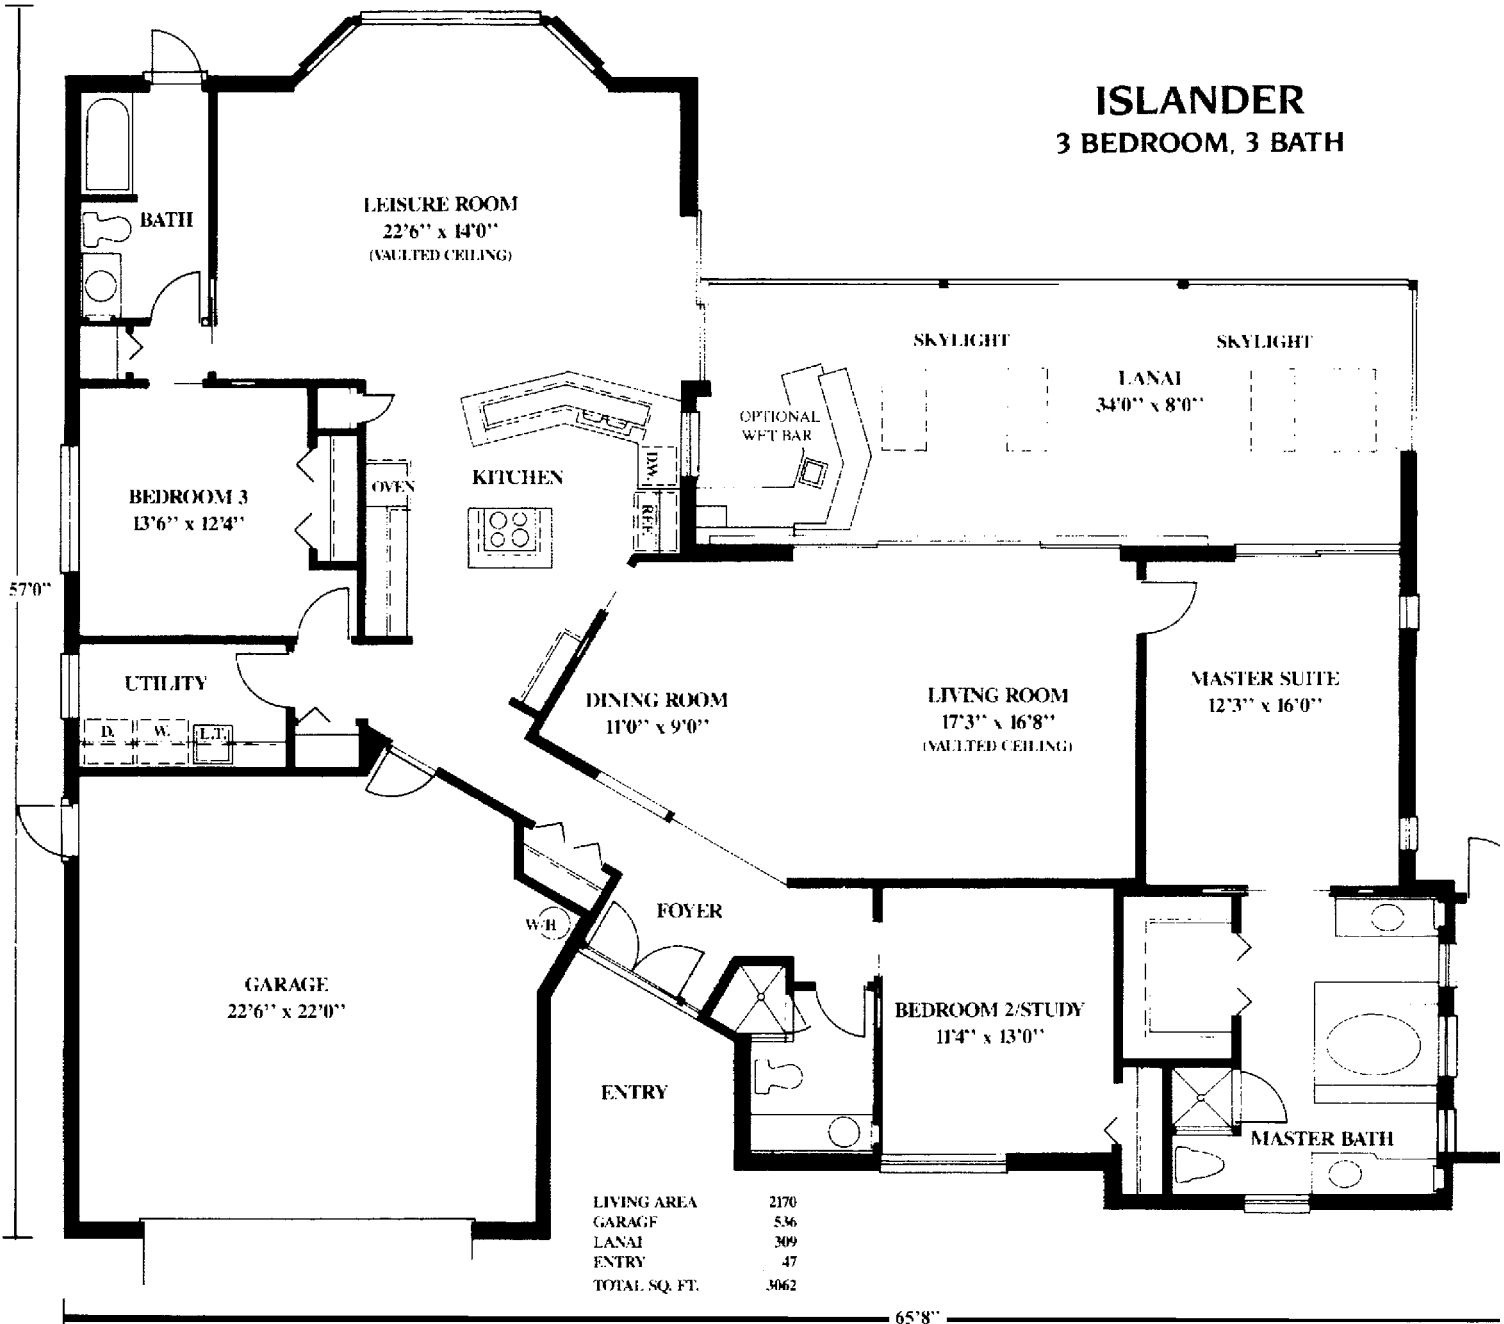 ISLANDER
3 BEDROOM, 3 BATH
LEISURE ROOM
22'6'' x 14'0''
(VAULTED CEILING)
BATH
SKYLIGHT
SKYLIGHT
LANAI
34'0'' x 8'0''
OPTIONAL
WET BAR
D.W.
KITCHEN
OVEN
REF.
BEDROOM 3
13'6'' x 12'4''
57'0''
UTILITY
D.
W.
L.T.
DINING ROOM
11'0'' x 9'0''
LIVING ROOM
17'3'' x 16'8''
(VAULTED CEILING)
MASTER SUITE
12'3'' x 16'0''
FOYER
W/H
GARAGE
22'6'' x 22'0''
BEDROOM 2/STUDY
11'4'' x 13'0''
ENTRY
MASTER BATH
LIVING AREA 2170
GARAGE 536
LANAI 309
ENTRY 47
TOTAL SQ. FT. 3062
65'8''